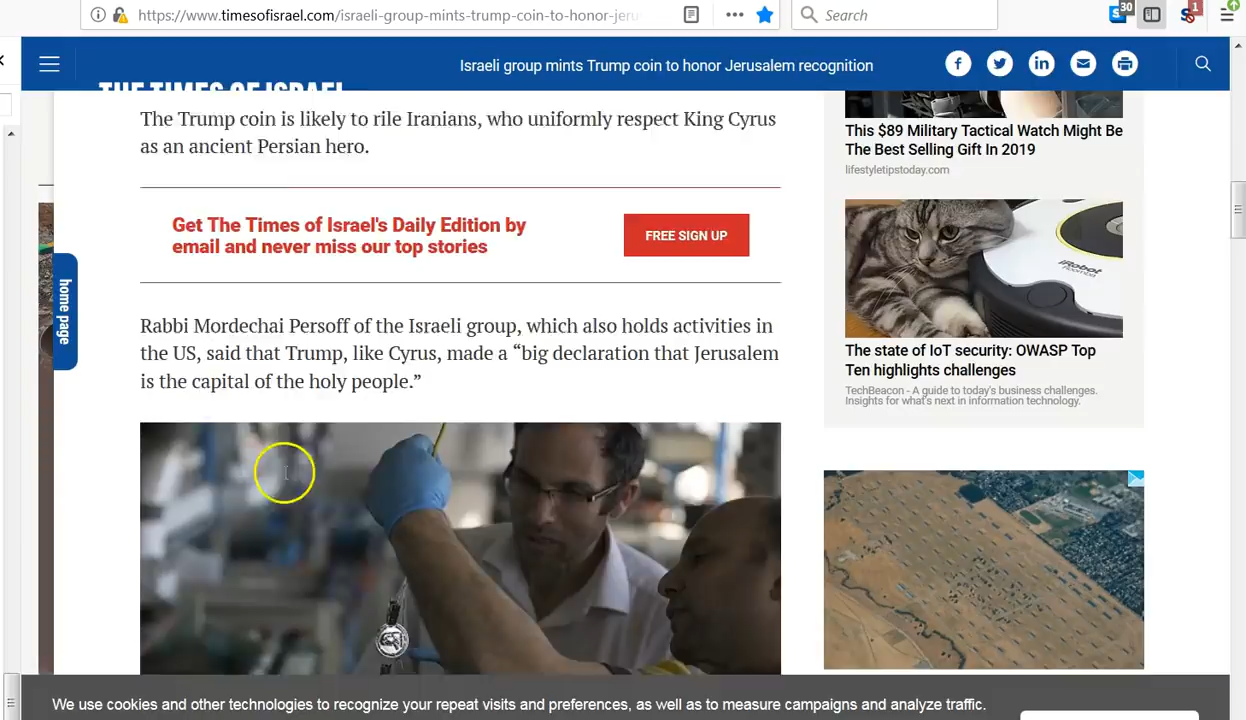 https://www.timesofisrael.com/israeli-group-mints-trump-coin-to-honor-jeru
Search
30
1
THE TIMES OF ISRAEL
Israeli group mints Trump coin to honor Jerusalem recognition
The Trump coin is likely to rile Iranians, who uniformly respect King Cyrus
as an ancient Persian hero.
Get The Times of Israel's Daily Edition by
email and never miss our top stories
FREE SIGN UP
home page
Rabbi Mordechai Persoff of the Israeli group, which also holds activities in
the US, said that Trump, like Cyrus, made a “big declaration that Jerusalem
is the capital of the holy people.”
This $89 Military Tactical Watch Might Be
The Best Selling Gift In 2019
lifestyletipstoday.com
iRobot
Roomba
The state of IoT security: OWASP Top
Ten highlights challenges
TechBeacon - A guide to today's business challenges.
Insights for what's next in information technology.
We use cookies and other technologies to recognize your repeat visits and preferences, as well as to measure campaigns and analyze traffic.